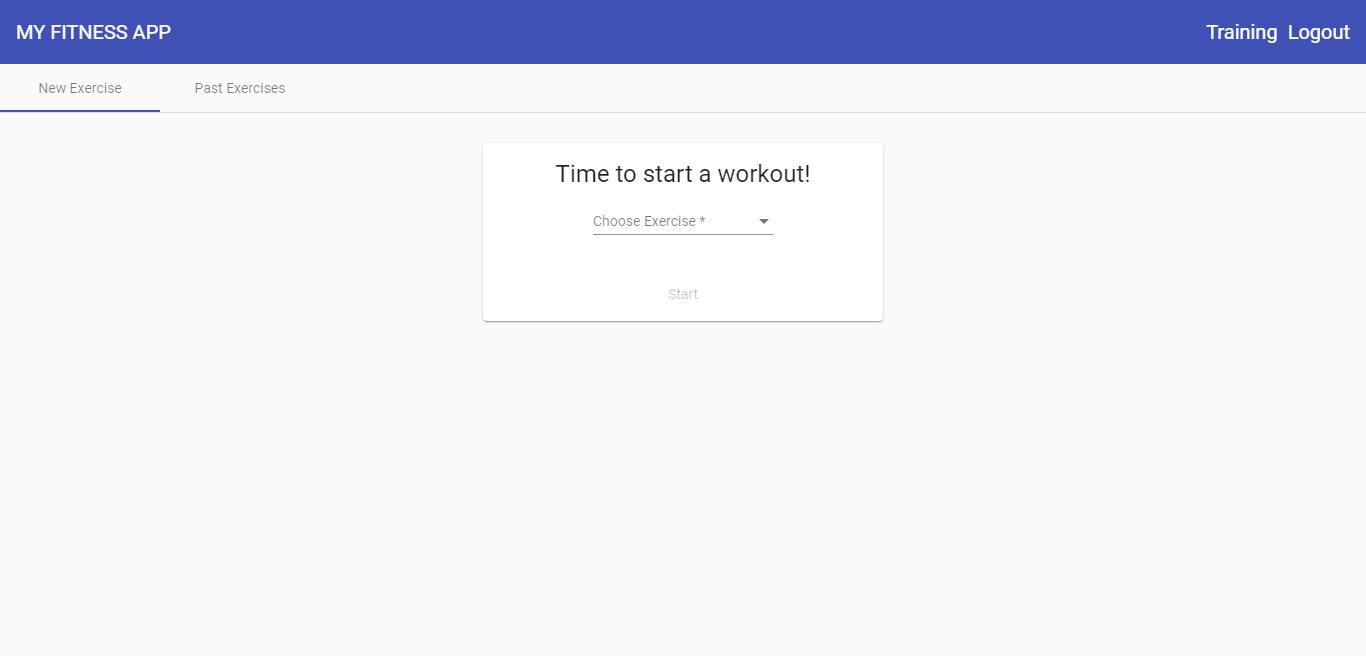 MY FITNESS APP
Training Logout
New Exercise Past Exercises
Time to start a workout!
Choose Exercise *
Start